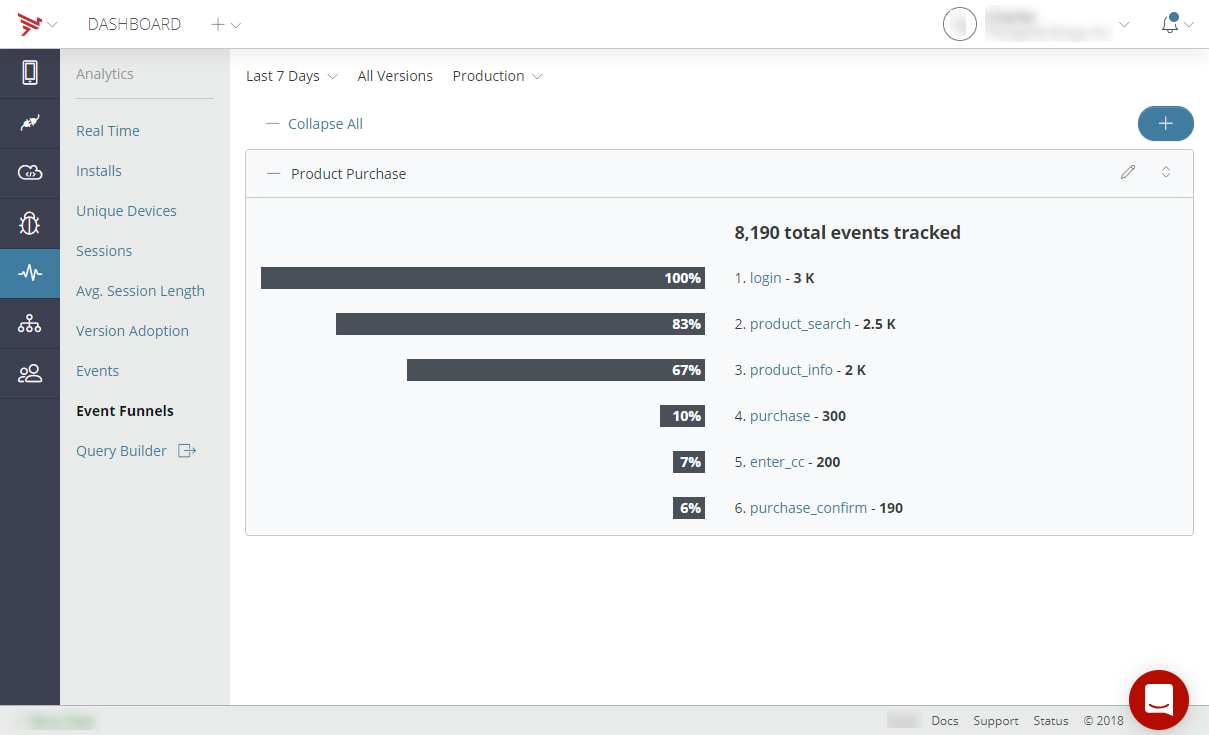 DASHBOARD
Analytics
Real Time
Installs
Unique Devices
Sessions
Avg. Session Length
Version Adoption
Events
Event Funnels
Query Builder
Last 7 Days All Versions Production
Collapse All
Product Purchase
8,190 total events tracked
100% 1. login - 3 K
83% 2. product_search - 2.5 K
67% 3. product_info - 2 K
10% 4. purchase - 300
7% 5. enter_cc - 200
6% 6. purchase_confirm - 190
Docs Support Status © 2018